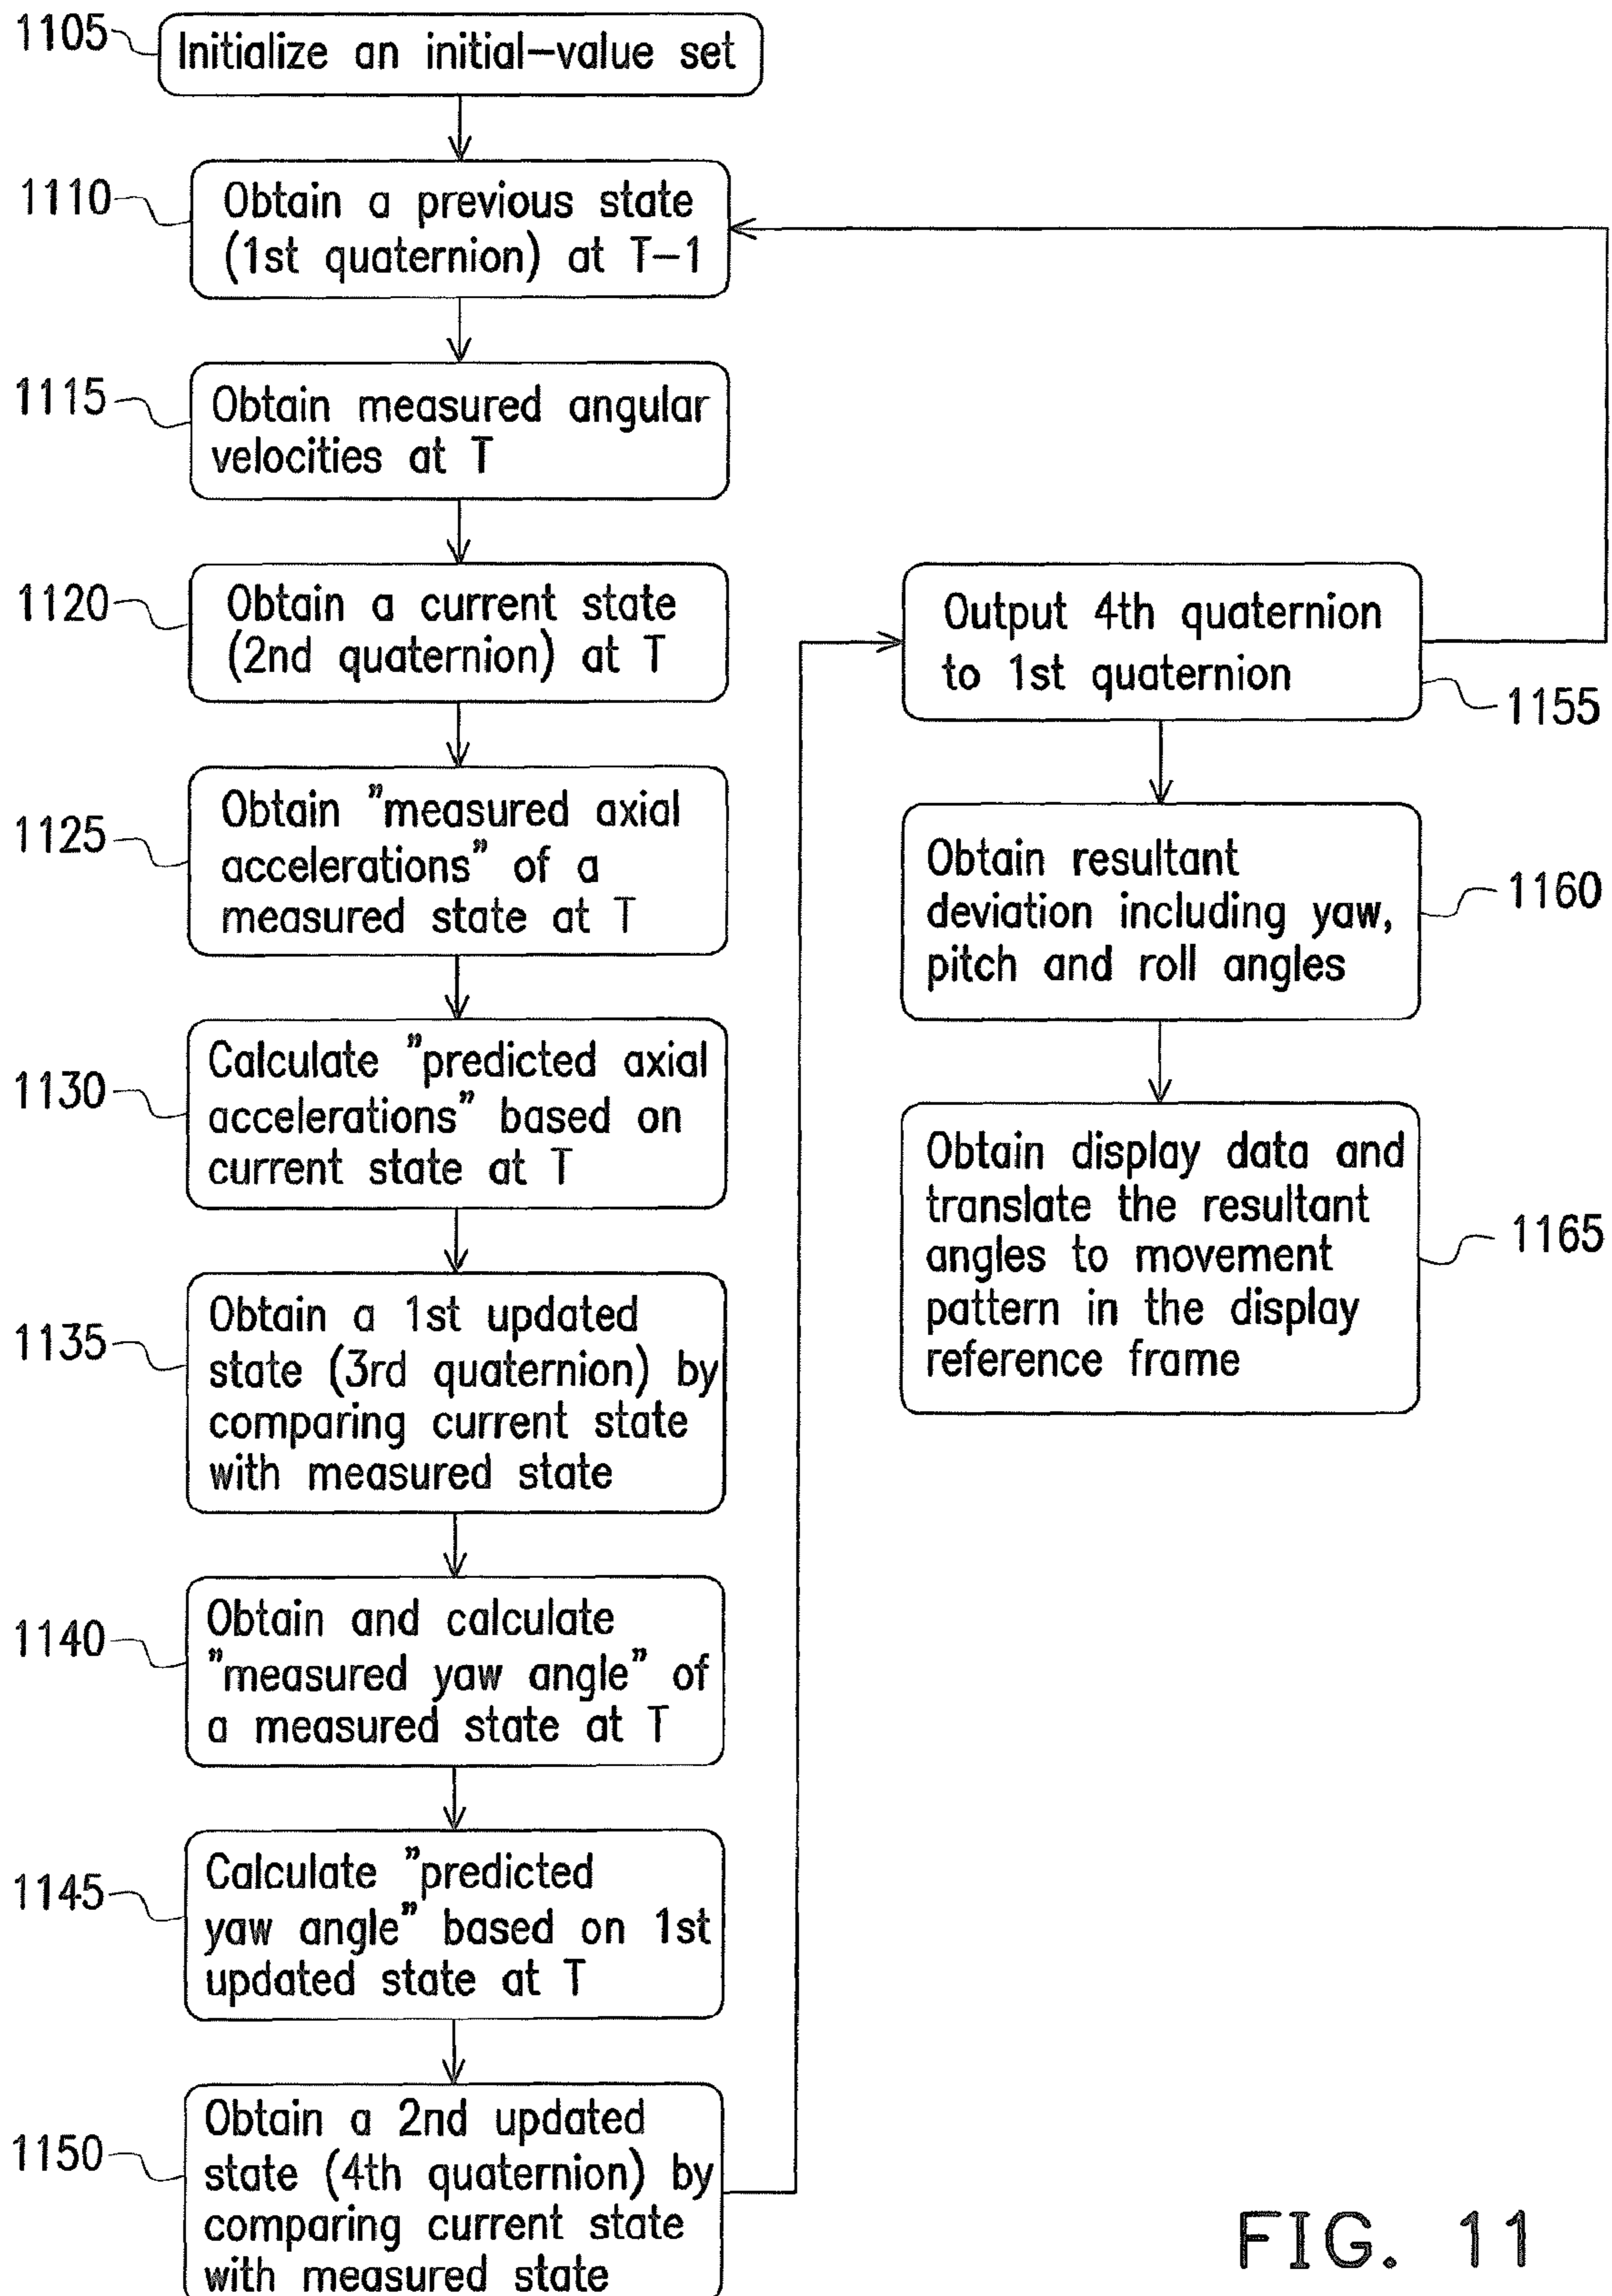 1105
Initialize an initial-value set
1110
Obtain a previous state
(1st quaternion) at T-1
1115
Obtain measured angular
velocities at T
1120
Obtain a current state
(2nd quaternion) at T
1125
Obtain "measured axial
accelerations" of a
measured state at T
1130
Calculate "predicted axial
accelerations" based on
current state at T
1135
Obtain a 1st updated
state (3rd quaternion) by
comparing current state
with measured state
1140
Obtain and calculate
"measured yaw angle" of
a measured state at T
1145
Calculate "predicted
yaw angle" based on 1st
updated state at T
1150
Obtain a 2nd updated
state (4th quaternion) by
comparing current state
with measured state
Output 4th quaternion
to 1st quaternion
1155
Obtain resultant
deviation including yaw,
pitch and roll angles
1160
Obtain display data and
translate the resultant
angles to movement
pattern in the display
reference frame
1165
FIG. 11